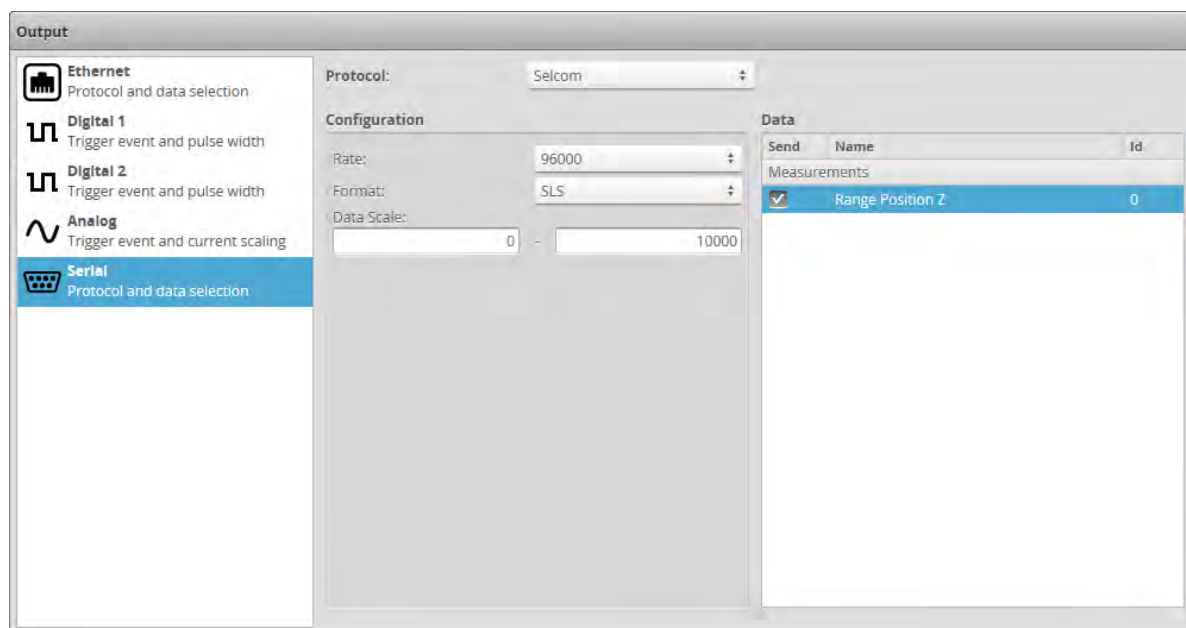 Output
Ethernet
Protocol and data selection
Digital 1
Trigger event and pulse width
Digital 2
Trigger event and pulse width
Analog
Trigger event and current scaling
Serial
Protocol and data selection
Protocol: Selcom
Configuration
Rate: 96000
Format: SLS
Data Scale:
0 - 10000
Data
Send Name Id
Measurements
Range Position Z 0